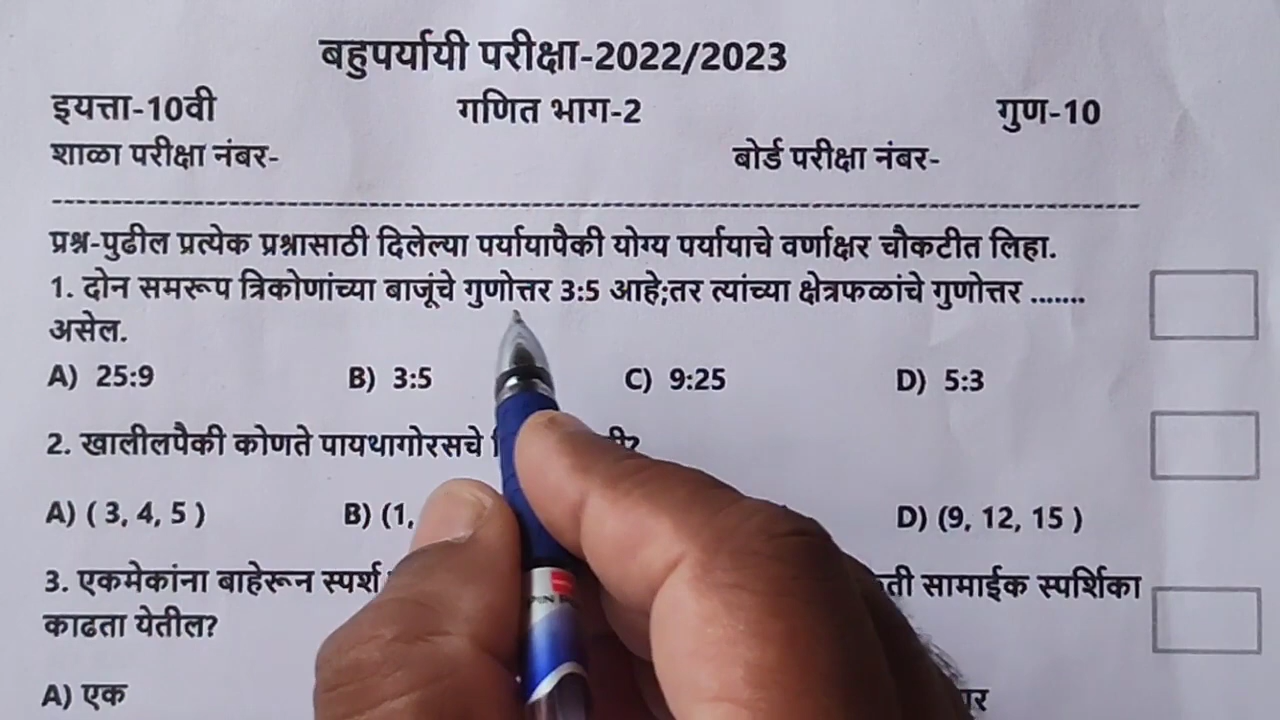 बहुपर्यायी परीक्षा-2022/2023
इयत्ता-10वी गणित भाग-2 गुण-10
शाळा परीक्षा नंबर- बोर्ड परीक्षा नंबर-
प्रश्न-पुढील प्रत्येक प्रश्नासाठी दिलेल्या पर्यायापैकी योग्य पर्यायाचे वर्णाक्षर चौकटीत लिहा.
1. दोन समरूप त्रिकोणांच्या बाजूंचे गुणोत्तर 3:5 आहे;तर त्यांच्या क्षेत्रफळांचे गुणोत्तर .......
असेल.
A) 25:9 B) 3:5 C) 9:25 D) 5:3
2. खालीलपैकी कोणते पायथागोरसचे
A) ( 3, 4, 5 ) B) (1, D) (9, 12, 15 )
3. एकमेकांना बाहेरून स्पर्श सामाईक स्पर्शिका
काढता येतील?
A) एक